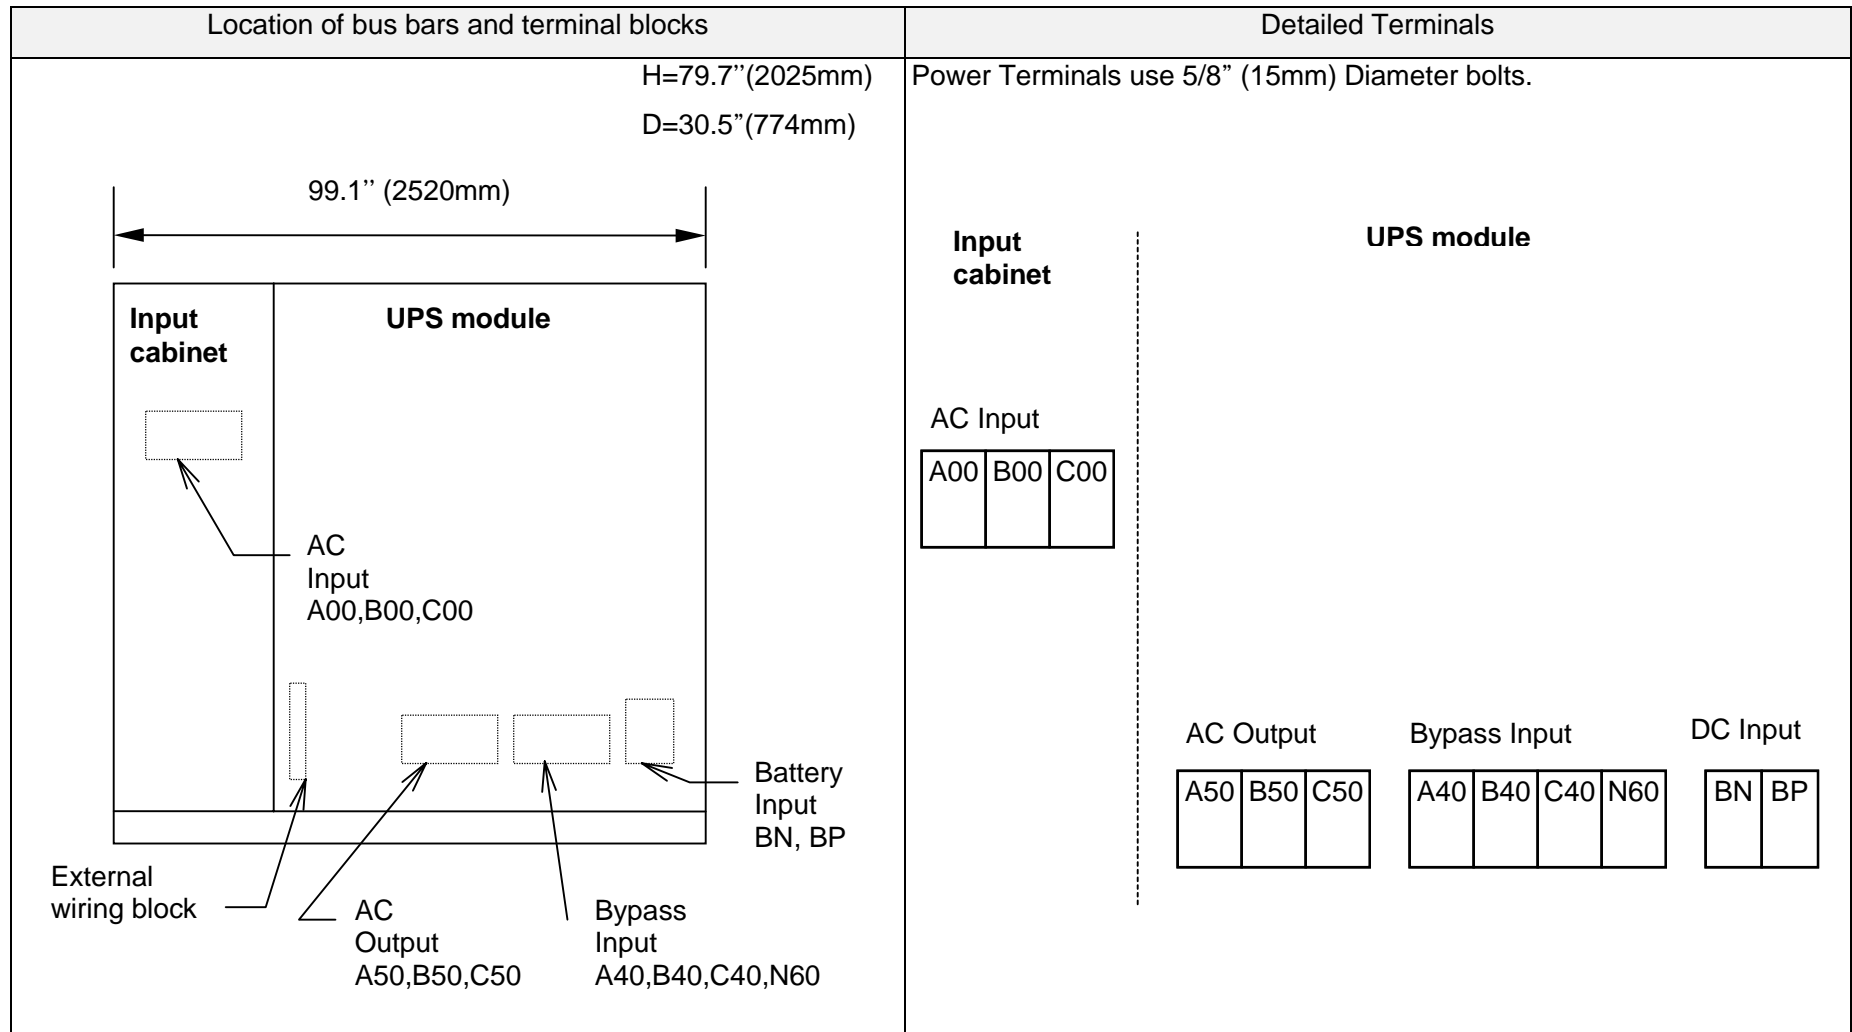 Location of bus bars and terminal blocks
Detailed Terminals
H=79.7’’(2025mm)
D=30.5”(774mm)
99.1’’ (2520mm)
Input
cabinet
UPS module
AC
Input
A00,B00,C00
Battery
Input
BN, BP
External
wiring block
AC
Output
A50,B50,C50
Bypass
Input
A40,B40,C40,N60
Power Terminals use 5/8” (15mm) Diameter bolts.
Input
cabinet
UPS module
AC Input
A00 B00 C00
AC Output
Bypass Input
DC Input
A50 B50 C50
A40 B40 C40 N60
BN BP